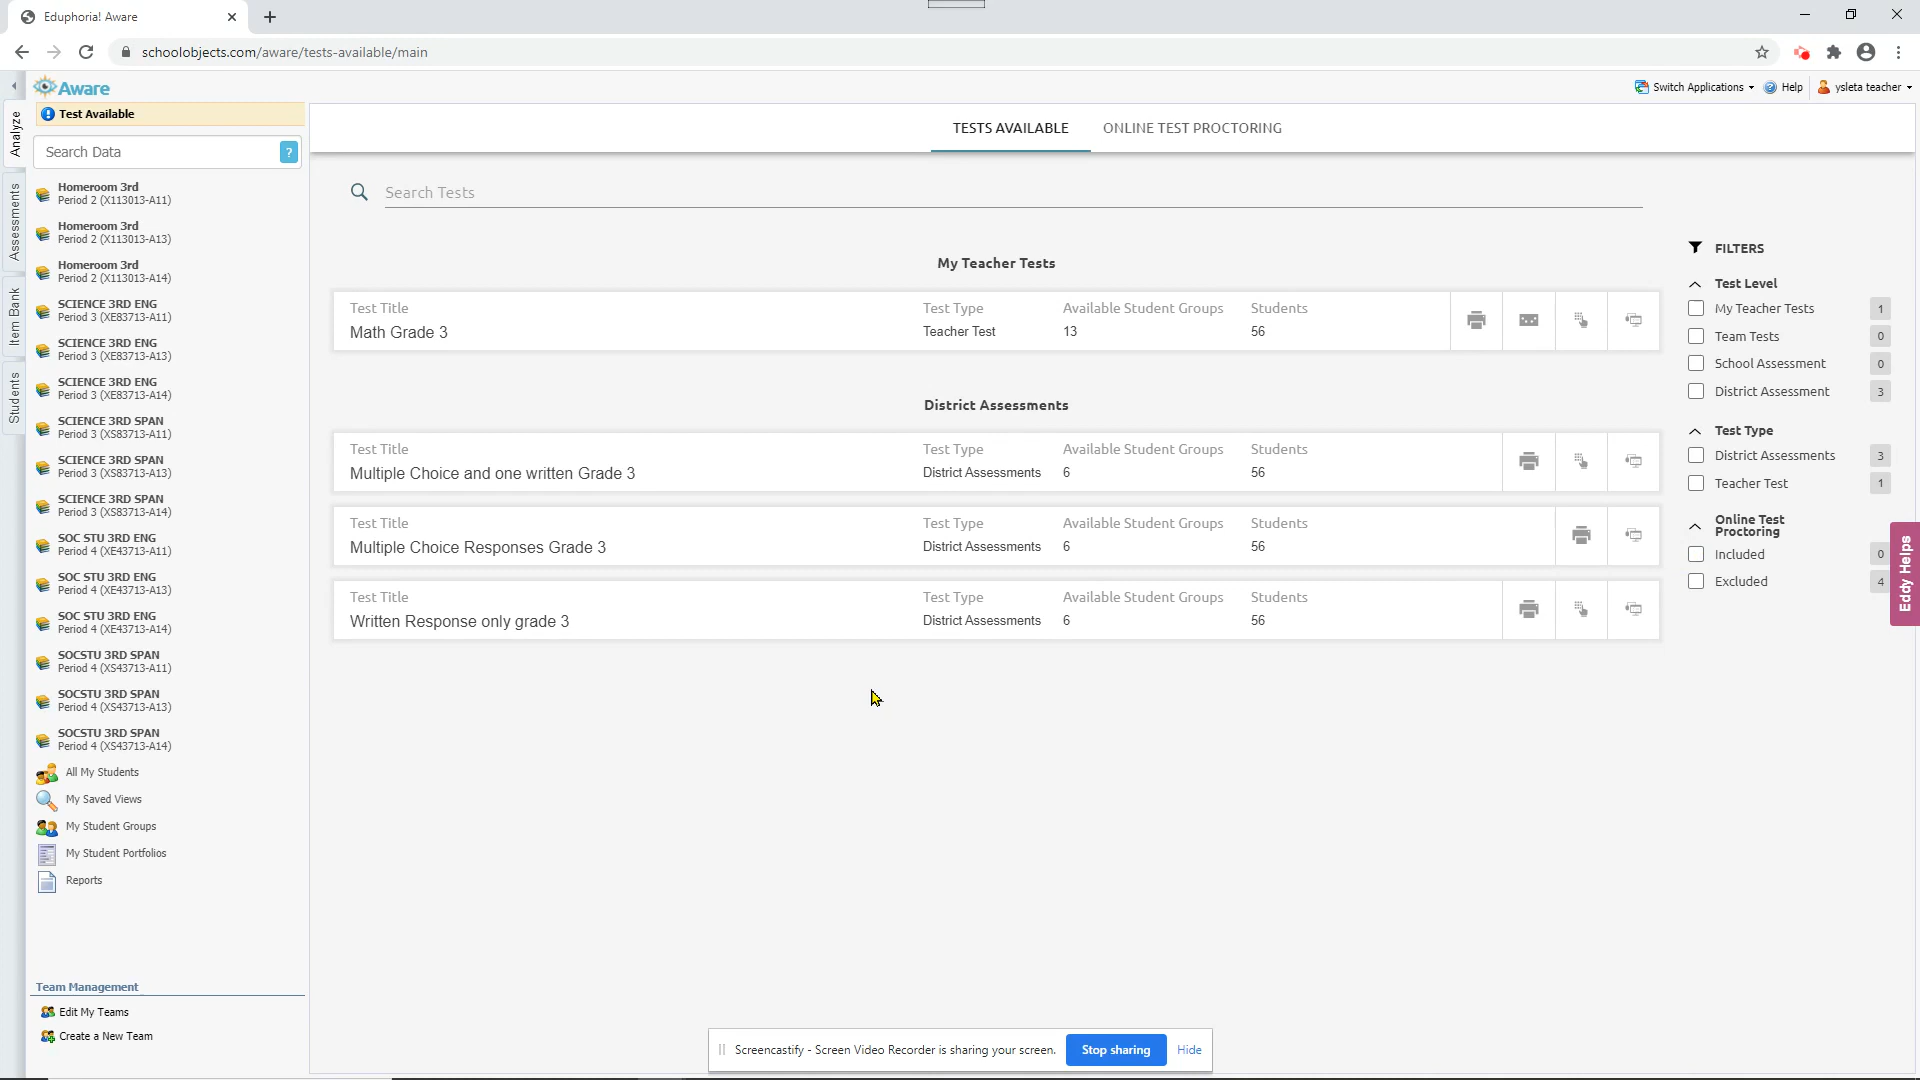 Eduphoria! Aware
schoolobjects.com/aware/tests-available/main
Aware
Switch Applications
Help
ysleta teacher
Test Available
Search Data
?
Analyze
Assessments
Item Bank
Students
Homeroom 3rd
Period 2 (X113013-A11)
Homeroom 3rd
Period 2 (X113013-A13)
Homeroom 3rd
Period 2 (X113013-A14)
SCIENCE 3RD ENG
Period 3 (XE83713-A11)
SCIENCE 3RD ENG
Period 3 (XE83713-A13)
SCIENCE 3RD ENG
Period 3 (XE83713-A14)
SCIENCE 3RD SPAN
Period 3 (XS83713-A11)
SCIENCE 3RD SPAN
Period 3 (XS83713-A13)
SCIENCE 3RD SPAN
Period 3 (XS83713-A14)
SOC STU 3RD ENG
Period 4 (XE43713-A11)
SOC STU 3RD ENG
Period 4 (XE43713-A13)
SOC STU 3RD ENG
Period 4 (XE43713-A14)
SOCSTU 3RD SPAN
Period 4 (XS43713-A11)
SOCSTU 3RD SPAN
Period 4 (XS43713-A13)
SOCSTU 3RD SPAN
Period 4 (XS43713-A14)
All My Students
My Saved Views
My Student Groups
My Student Portfolios
Reports
Team Management
Edit My Teams
Create a New Team
TESTS AVAILABLE
ONLINE TEST PROCTORING
Search Tests
My Teacher Tests
Test Title Test Type Available Student Groups Students
Math Grade 3 Teacher Test 13 56
District Assessments
Test Title Test Type Available Student Groups Students
Multiple Choice and one written Grade 3 District Assessments 6 56
Test Title Test Type Available Student Groups Students
Multiple Choice Responses Grade 3 District Assessments 6 56
Test Title Test Type Available Student Groups Students
Written Response only grade 3 District Assessments 6 56
FILTERS
Test Level
My Teacher Tests 1
Team Tests 0
School Assessment 0
District Assessment 3
Test Type
District Assessments 3
Teacher Test 1
Online Test
Proctoring
Included 0
Excluded 4
Eddy Helps
Screencastify - Screen Video Recorder is sharing your screen. Stop sharing Hide